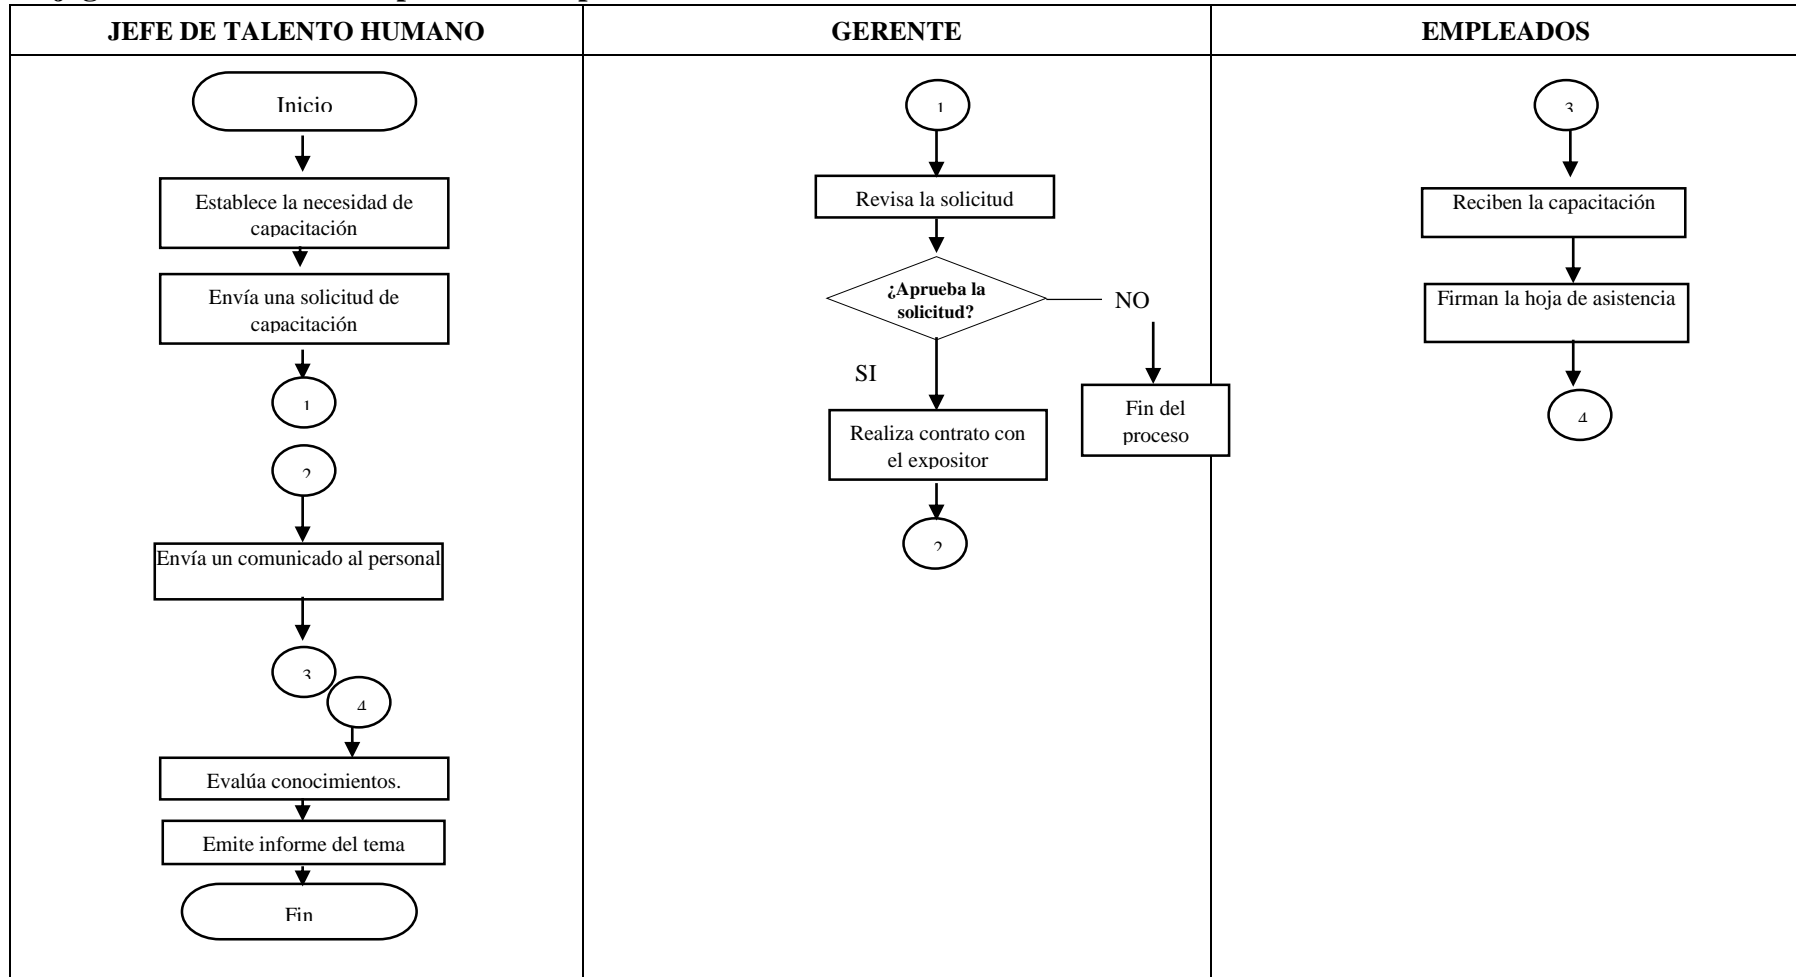 JEFE DE TALENTO HUMANO
GERENTE
EMPLEADOS
Inicio
Establece la necesidad de
capacitación
Envía una solicitud de
capacitación
1
2
Envía un comunicado al personal
3
4
Evalúa conocimientos.
Emite informe del tema
Fin
1
Revisa la solicitud
¿Aprueba la
solicitud?
NO
SI
Fin del
proceso
Realiza contrato con
el expositor
2
3
Reciben la capacitación
Firman la hoja de asistencia
4